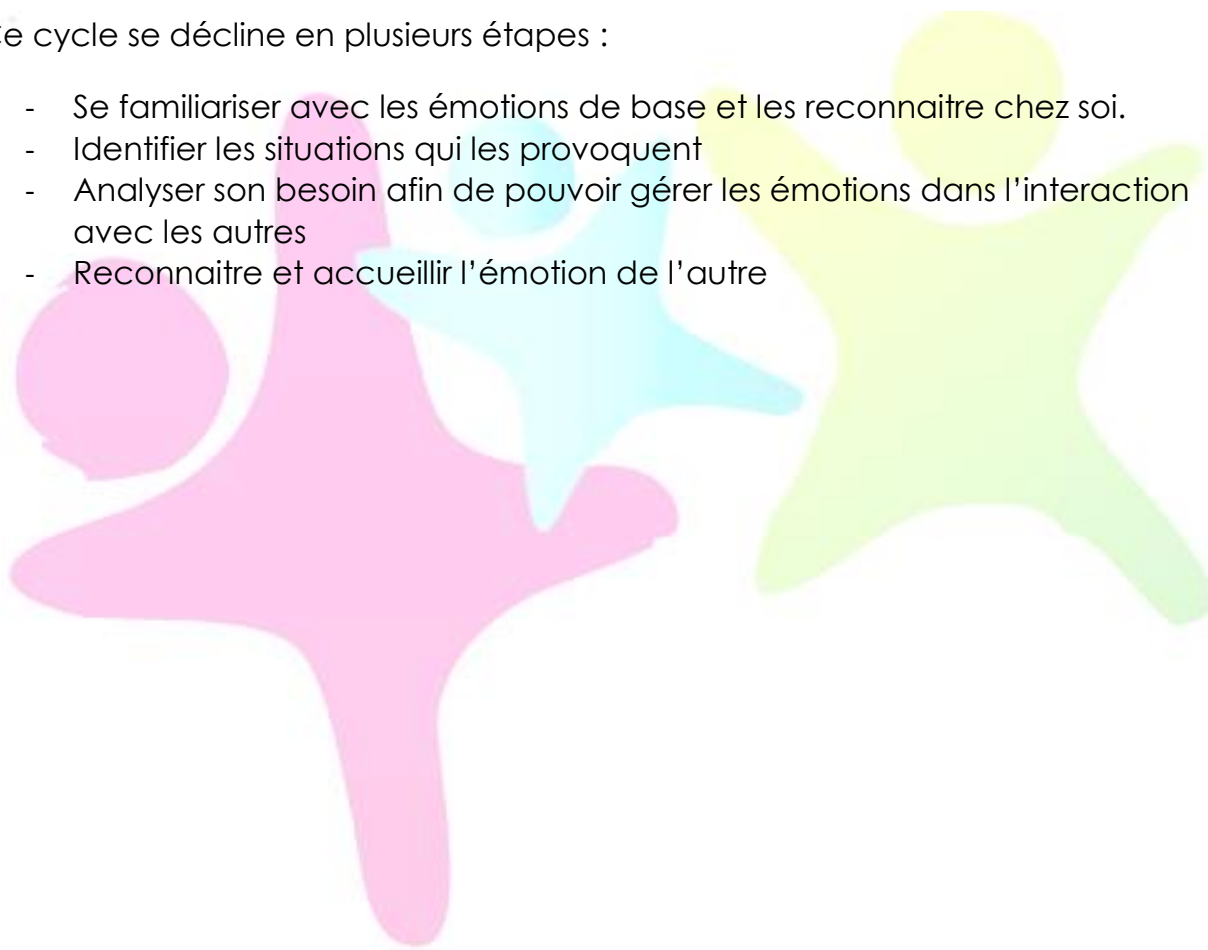 e cycle se décline en plusieurs étapes :
- Se familiariser avec les émotions de base et les reconnaitre chez soi.
- Identifier les situations qui les provoquent
- Analyser son besoin afin de pouvoir gérer les émotions dans l’interaction
avec les autres
- Reconnaitre et accueillir l’émotion de l’autre